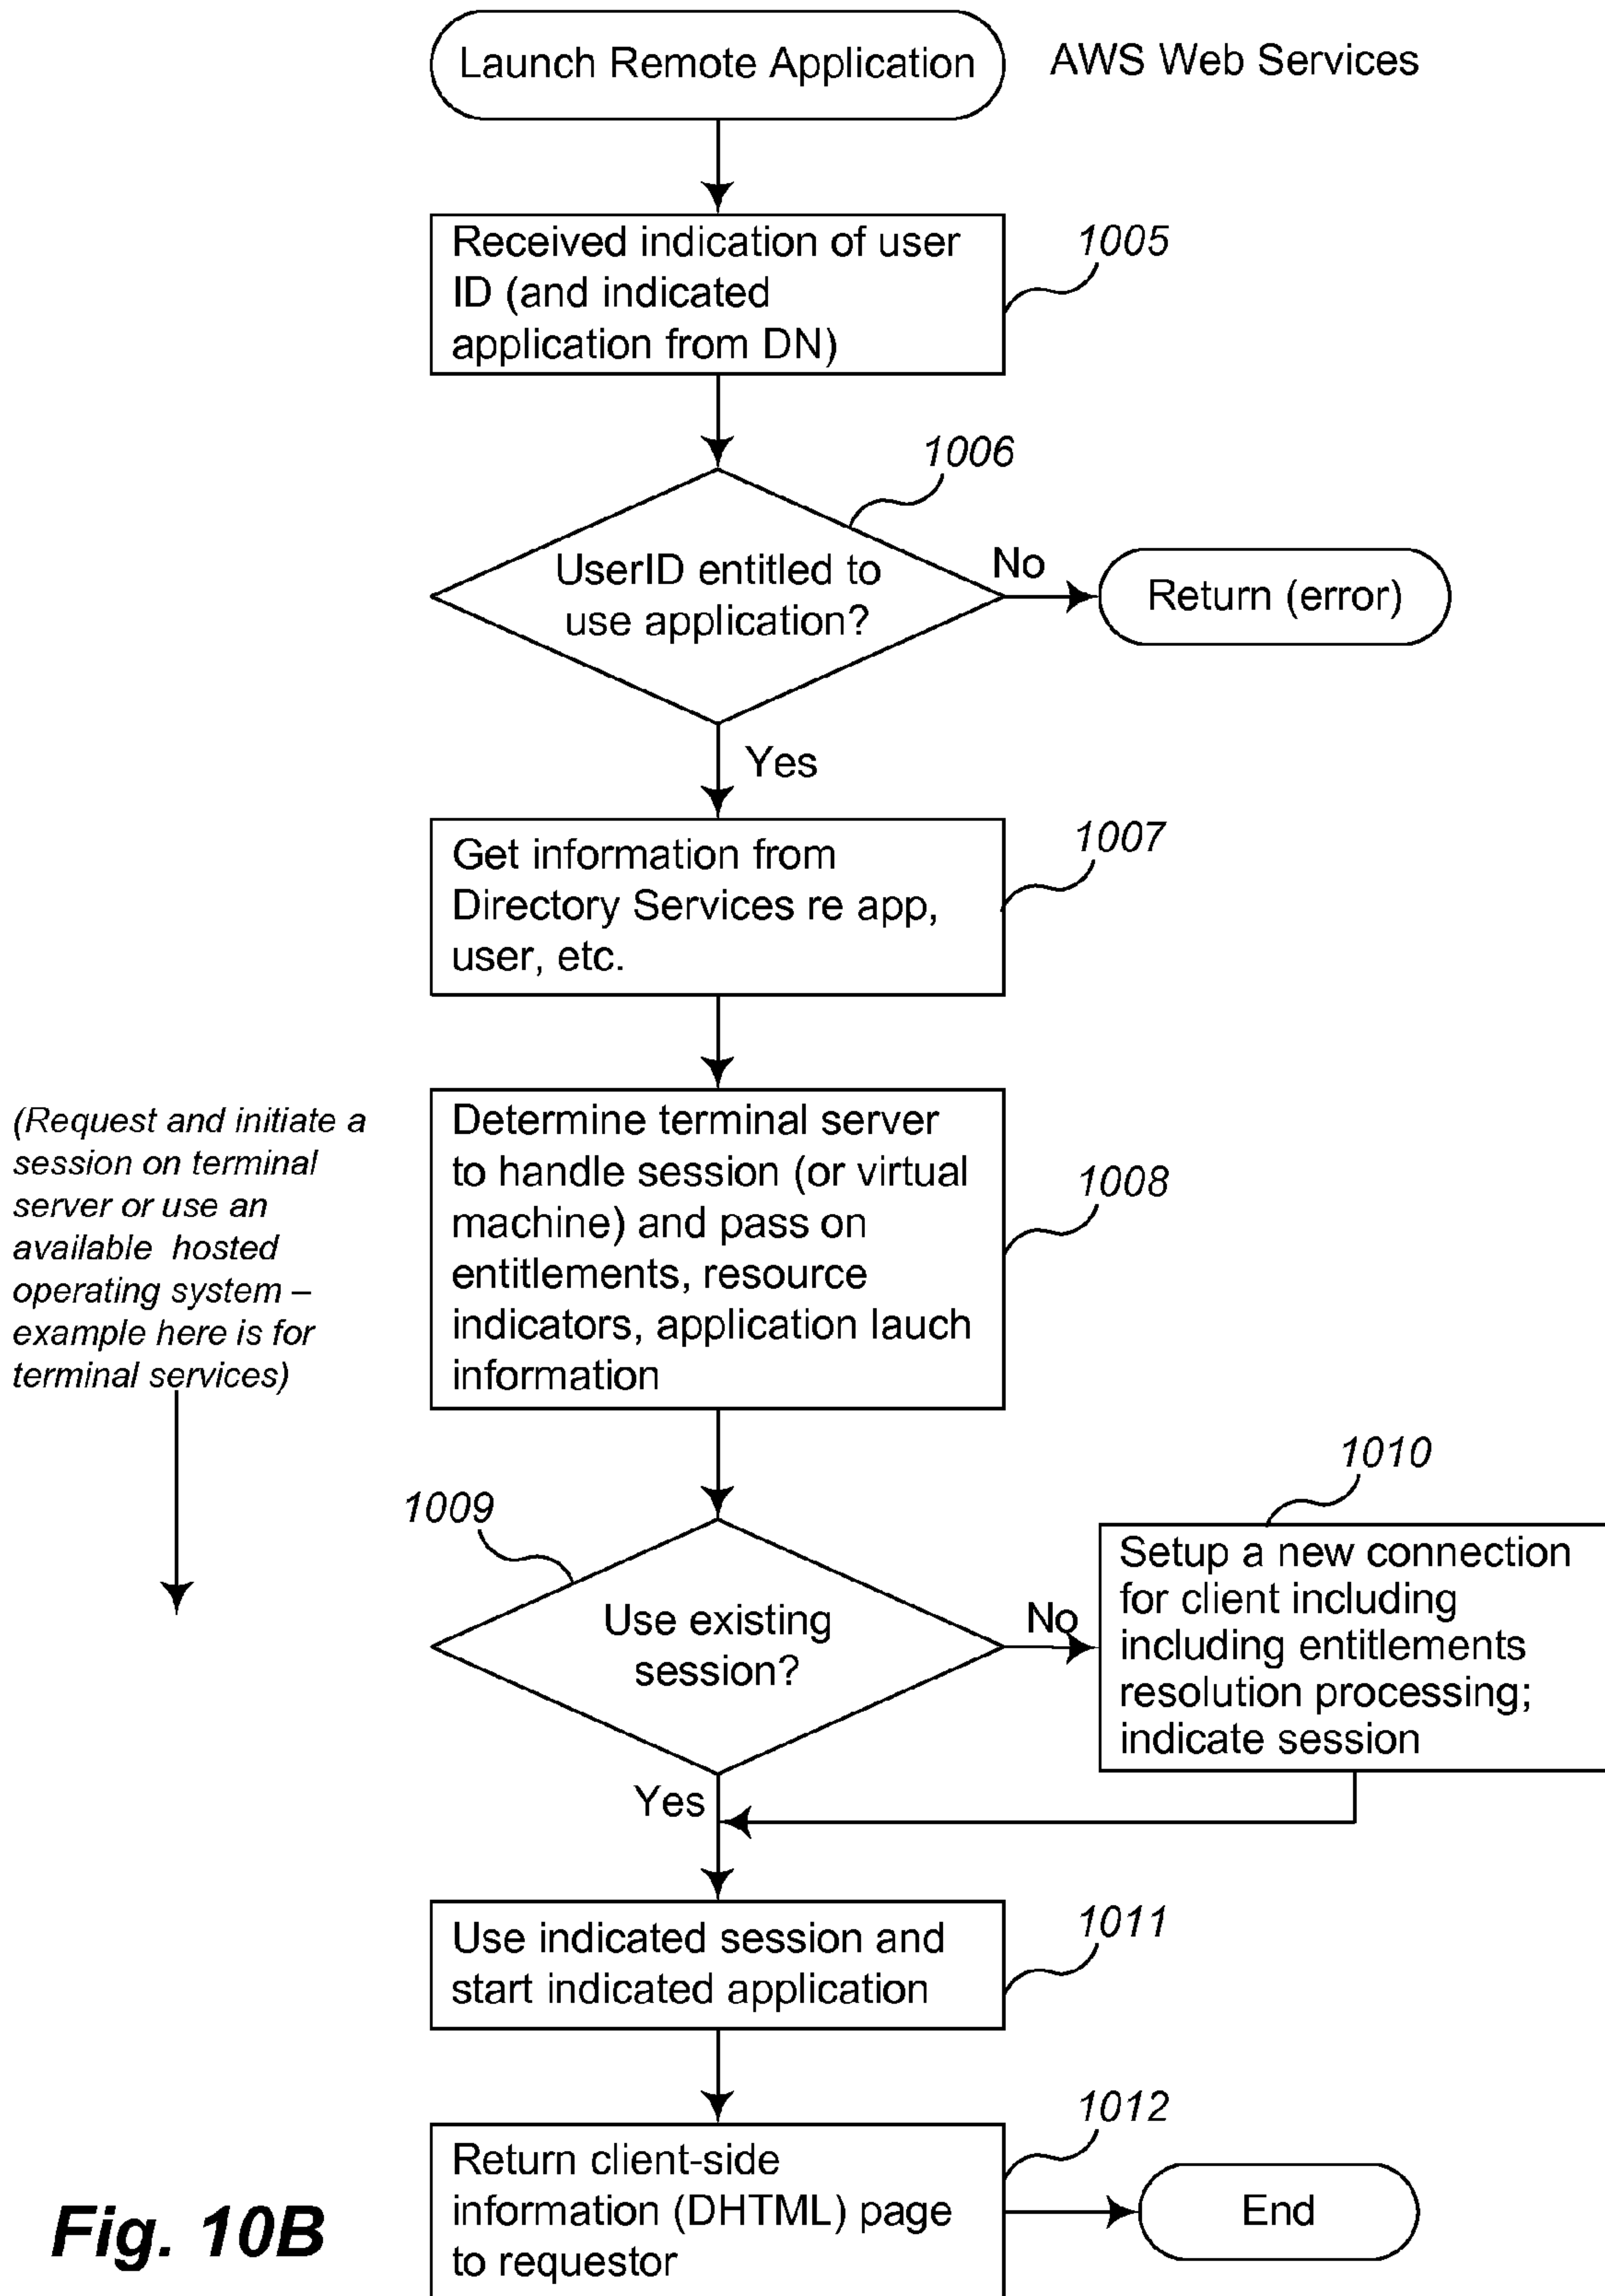 Launch Remote Application
AWS Web Services
Received indication of user
ID (and indicated
application from DN)
1005
1006
UserID entitled to
use application?
No
Return (error)
Yes
Get information from
Directory Services re app,
user, etc.
1007
(Request and initiate a
session on terminal
server or use an
available hosted
operating system –
example here is for
terminal services)
Determine terminal server
to handle session (or virtual
machine) and pass on
entitlements, resource
indicators, application lauch
information
1008
1009
Use existing
session?
No
1010
Setup a new connection
for client including
including entitlements
resolution processing;
indicate session
Yes
Use indicated session and
start indicated application
1011
Return client-side
information (DHTML) page
to requestor
1012
End
Fig. 10B